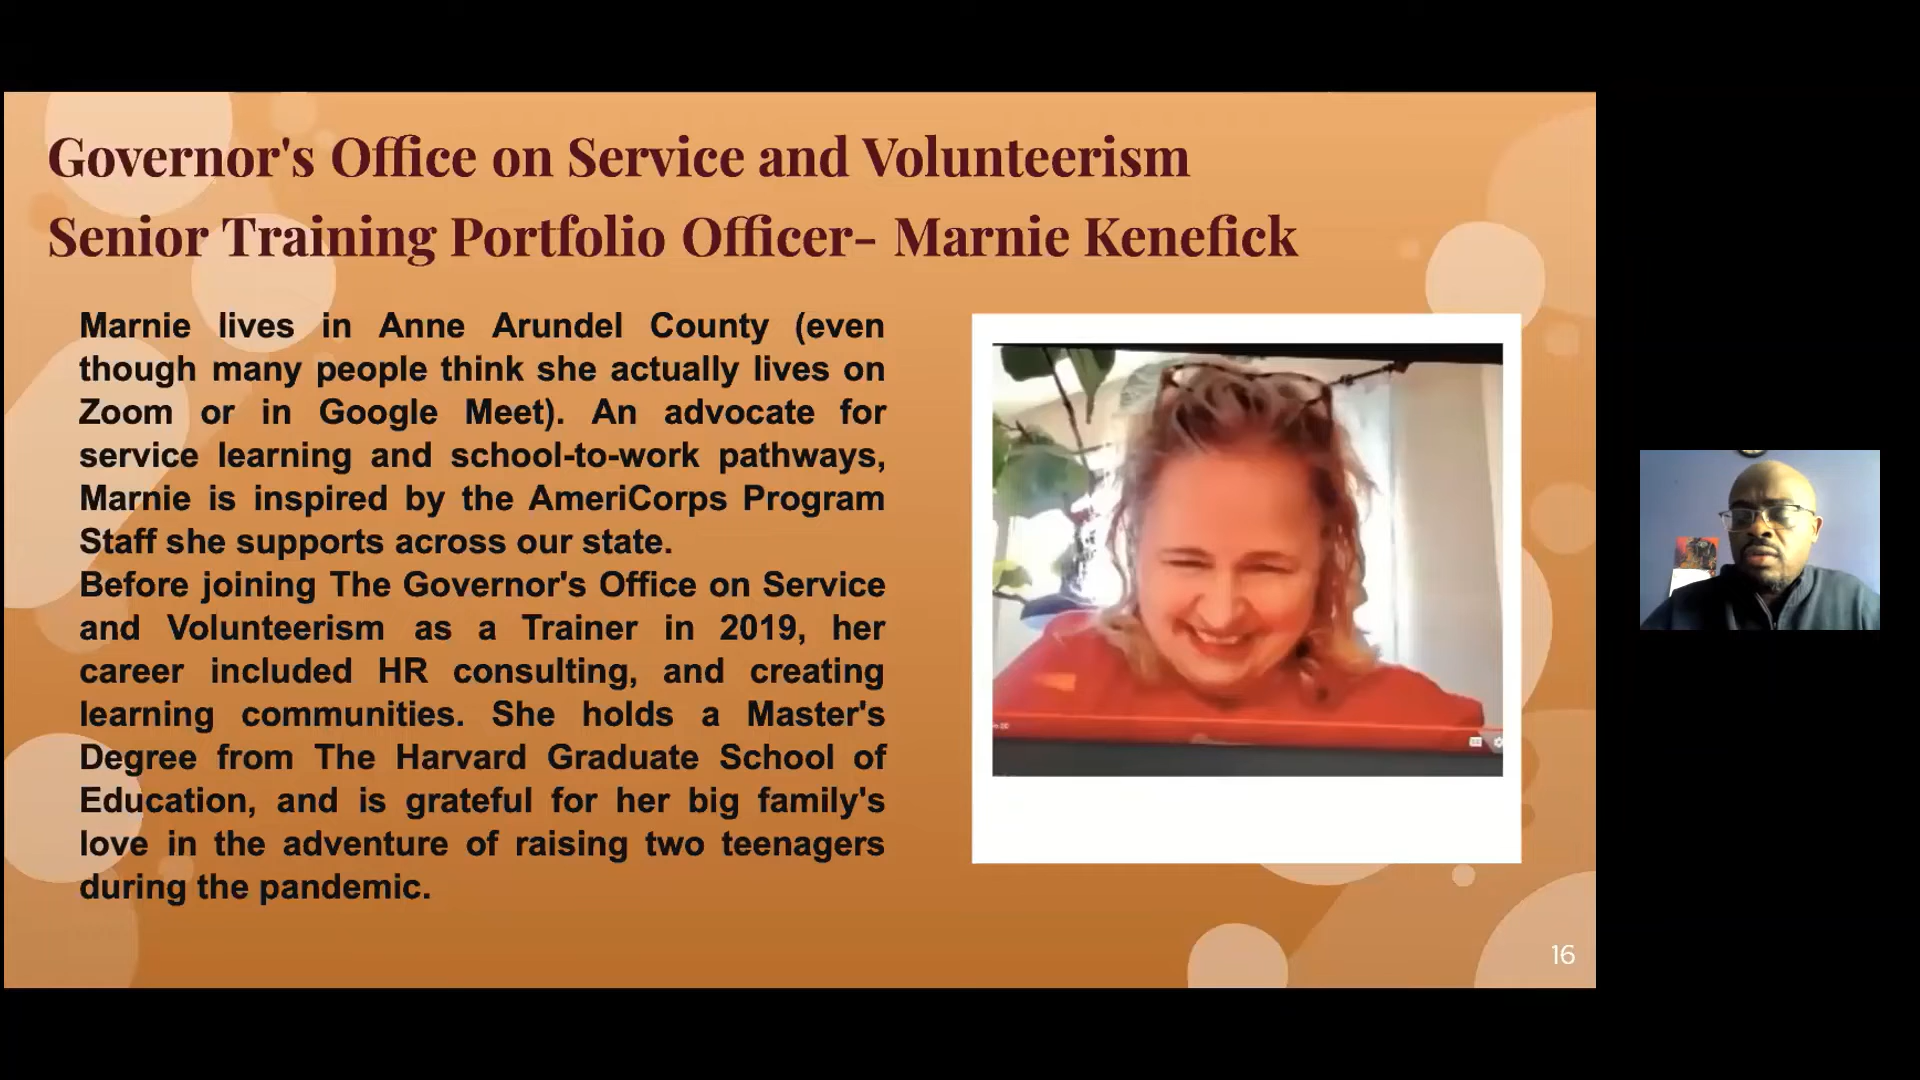 Governor's Office on Service and Volunteerism
Senior Training Portfolio Officer- Marnie Kenefick
Marnie lives in Anne Arundel County (even
though many people think she actually lives on
Zoom or in Google Meet). An advocate for
service learning and school-to-work pathways,
Marnie is inspired by the AmeriCorps Program
Staff she supports across our state.
Before joining The Governor's Office on Service
and Volunteerism as a Trainer in 2019, her
career included HR consulting, and creating
learning communities. She holds a Master's
Degree from The Harvard Graduate School of
Education, and is grateful for her big family's
love in the adventure of raising two teenagers
during the pandemic.
16